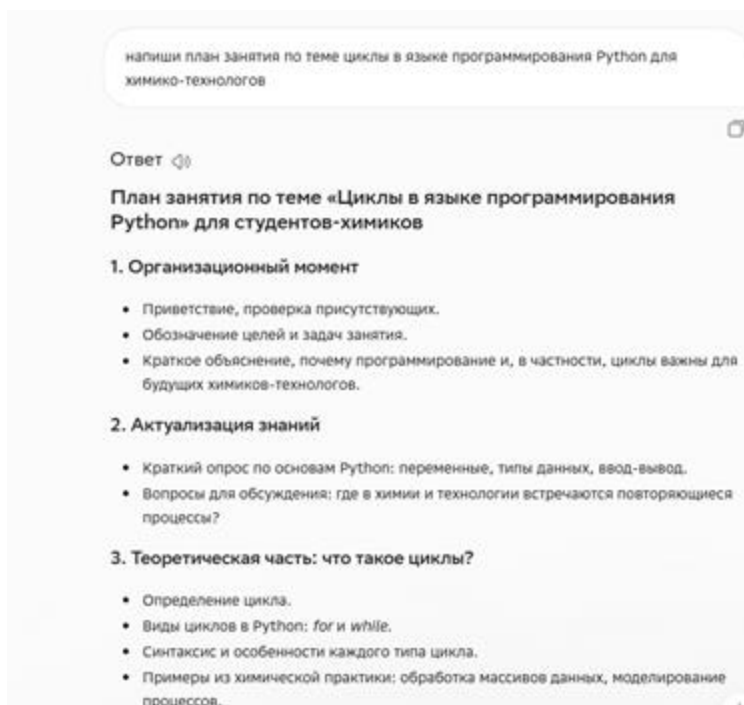 напиши план занятия по теме циклы в языке программирования Python для
химико-технологов
Ответ
План занятия по теме «Циклы в языке программирования
Python» для студентов-химиков
1. Организационный момент
• Приветствие, проверка присутствующих.
• Обозначение целей и задач занятия.
• Краткое объяснение, почему программирование и, в частности, циклы важны для
будущих химиков-технологов.
2. Актуализация знаний
• Краткий опрос по основам Python: переменные, типы данных, ввод-вывод.
• Вопросы для обсуждения: где в химии и технологии встречаются повторяющиеся
процессы?
3. Теоретическая часть: что такое циклы?
• Определение цикла.
• Виды циклов в Python: for и while.
• Синтаксис и особенности каждого типа цикла.
• Примеры из химической практики: обработка массивов данных, моделирование
процессов.